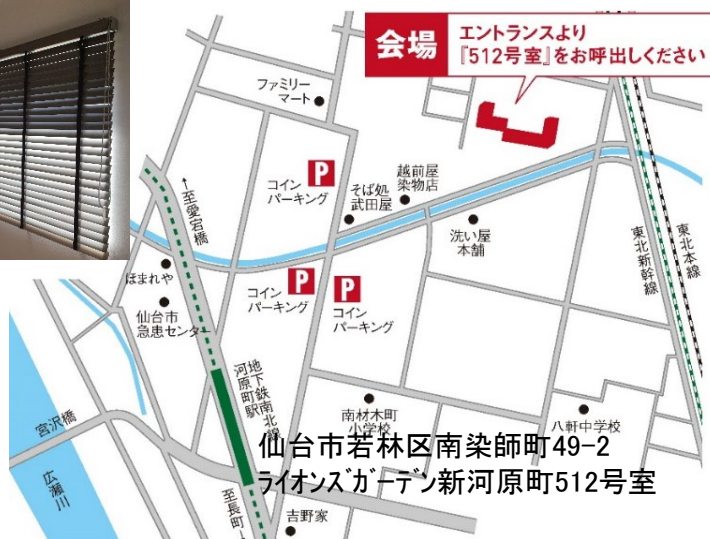 会場
エントランスより
『512号室』をお呼出しください
ファミリー
マート
コイン
パーキング
P
そば処
武田屋
越前屋
染物店
洗い屋
本舗
←至愛宕橋
東北新幹線
東北本線
ほまれや
仙台市
急患センター
コイン
パーキング
P
P
コイン
パーキング
地下鉄南北線
河原町駅
南材木町
小学校
八軒中学校
宮沢橋
広瀬川
仙台市若林区南染師町49-2
ライオンズガーデン新河原町512号室
至長町→
吉野家